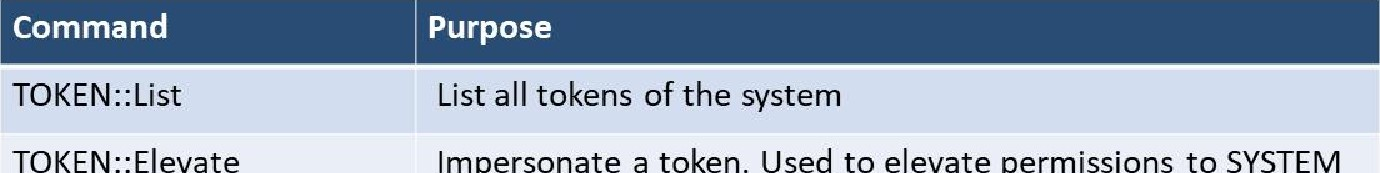 Command Purpose
TOKEN::List List all tokens of the system
TOKEN::Elevate Impersonate a token. Used to elevate permissions to SYSTEM